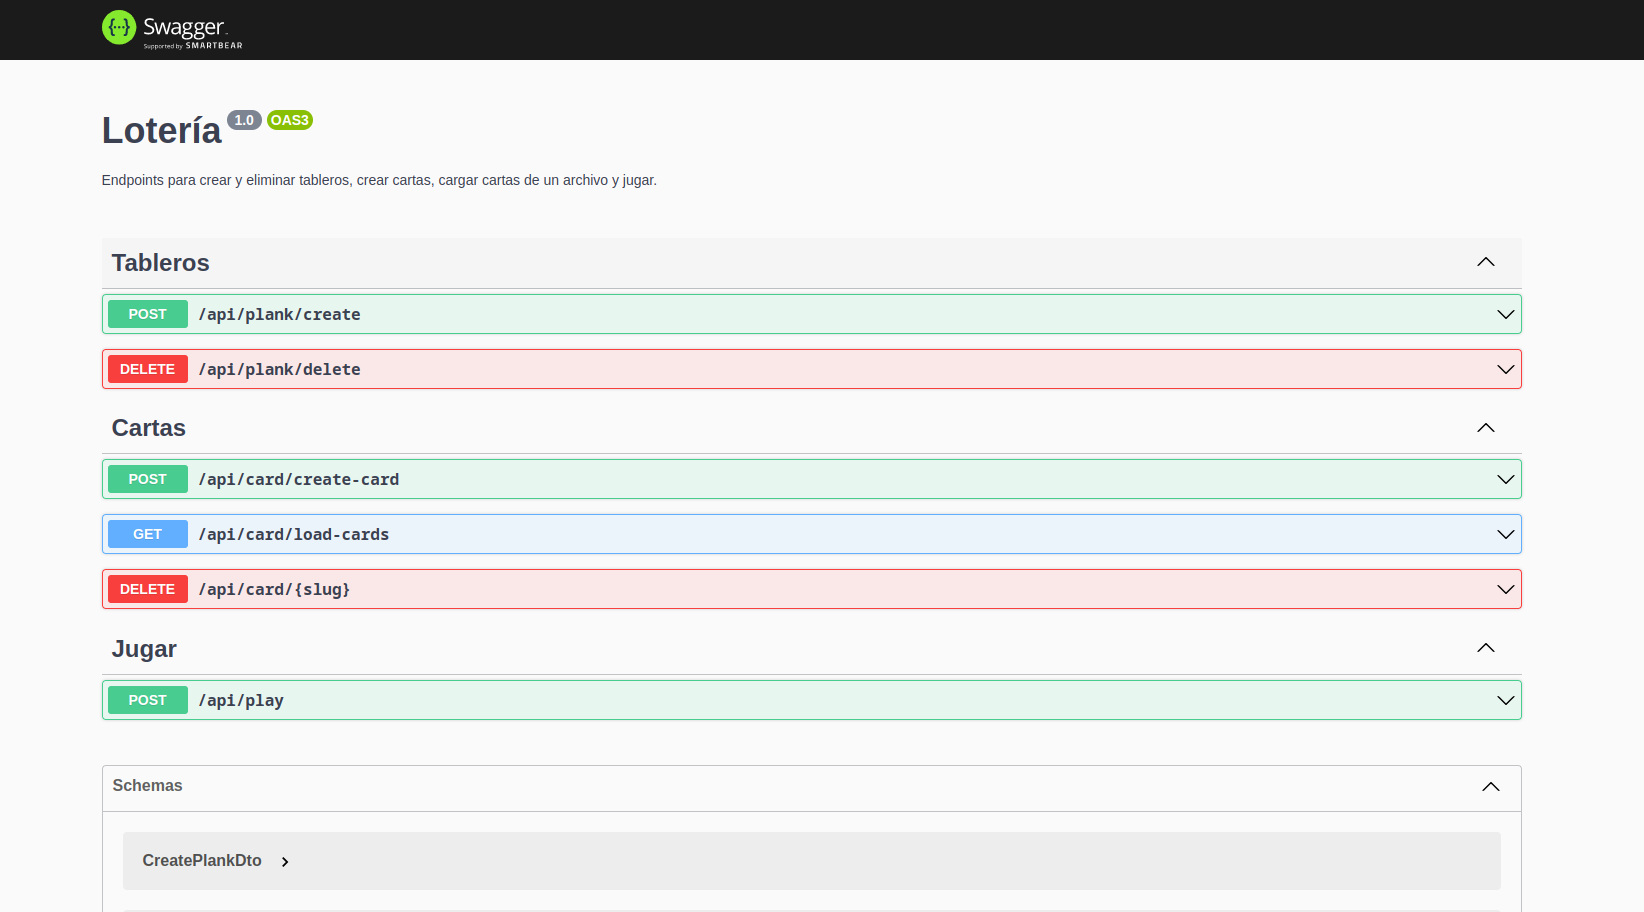 Swagger
Supported by SMARTBEAR
Lotería 1.0 OAS3
Endpoints para crear y eliminar tableros, crear cartas, cargar cartas de un archivo y jugar.
Tableros
POST /api/plank/create
DELETE /api/plank/delete
Cartas
POST /api/card/create-card
GET /api/card/load-cards
DELETE /api/card/{slug}
Jugar
POST /api/play
Schemas
CreatePlankDto